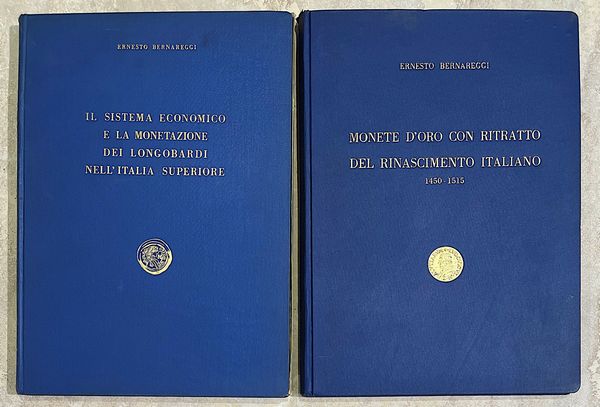 ERNESTO BERNAREGGI
IL SISTEMA ECONOMICO
E LA MONETAZIONE
DEI LONGOBARDI
NELL'ITALIA SUPERIORE
ERNESTO BERNAREGGI
MONETE D'ORO CON RITRATTO
DEL RINASCIMENTO ITALIANO
1450-1515